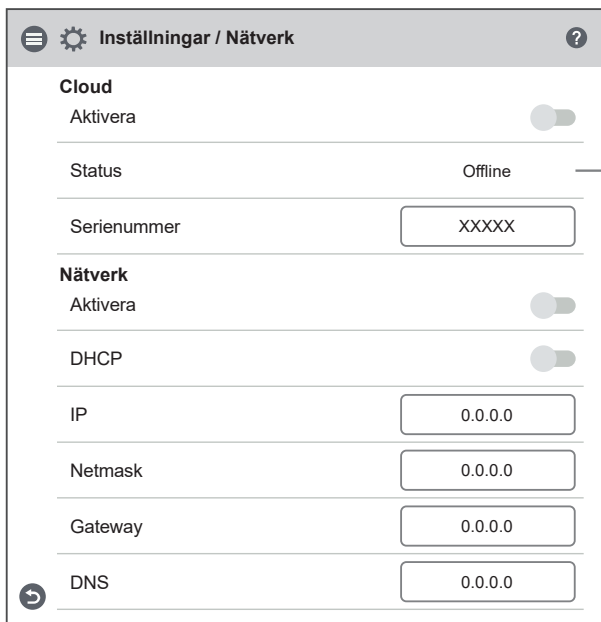 Inställningar / Nätverk ?
Cloud
Aktivera
Status Offline
Serienummer XXXXX
Nätverk
Aktivera
DHCP
IP 0.0.0.0
Netmask 0.0.0.0
Gateway 0.0.0.0
DNS 0.0.0.0